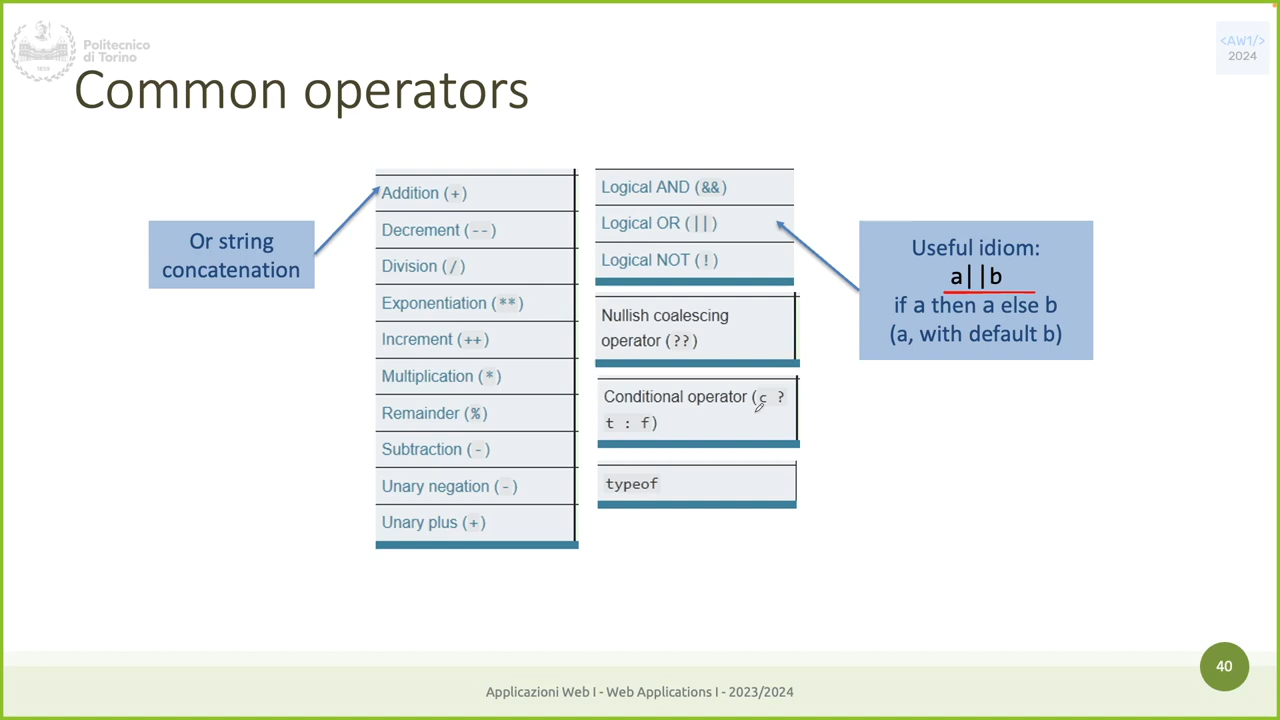 Politecnico
di Torino
1859
<AW1/>
2024
Common operators
Or string
concatenation
Addition (+)
Decrement (--)
Division (/)
Exponentiation (**)
Increment (++)
Multiplication (*)
Remainder (%)
Subtraction (-)
Unary negation (-)
Unary plus (+)
Logical AND (&&)
Logical OR (||)
Logical NOT (!)
Nullish coalescing
operator (??)
Conditional operator (c ?
t : f)
typeof
Useful idiom:
a||b
if a then a else b
(a, with default b)
40
Applicazioni Web I - Web Applications I - 2023/2024